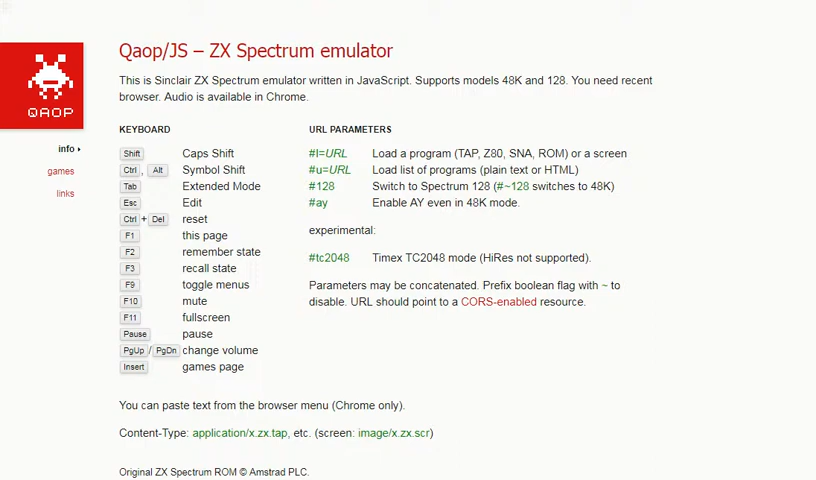 Qaop/JS – ZX Spectrum emulator
This is Sinclair ZX Spectrum emulator written in JavaScript. Supports models 48K and 128. You need recent
browser. Audio is available in Chrome.
QAOP
info
games
links
KEYBOARD
Shift Caps Shift
Ctrl, Alt Symbol Shift
Tab Extended Mode
Esc Edit
Ctrl + Del reset
F1 this page
F2 remember state
F3 recall state
F9 toggle menus
F10 mute
F11 fullscreen
Pause pause
PgUp / PgDn change volume
Insert games page
URL PARAMETERS
#l=URL Load a program (TAP, Z80, SNA, ROM) or a screen
#u=URL Load list of programs (plain text or HTML)
#128 Switch to Spectrum 128 (#~128 switches to 48K)
#ay Enable AY even in 48K mode.
experimental:
#tc2048 Timex TC2048 mode (HiRes not supported).
Parameters may be concatenated. Prefix boolean flag with ~ to
disable. URL should point to a CORS-enabled resource.
You can paste text from the browser menu (Chrome only).
Content-Type: application/x.zx.tap, etc. (screen: image/x.zx.scr)
Original ZX Spectrum ROM © Amstrad PLC.